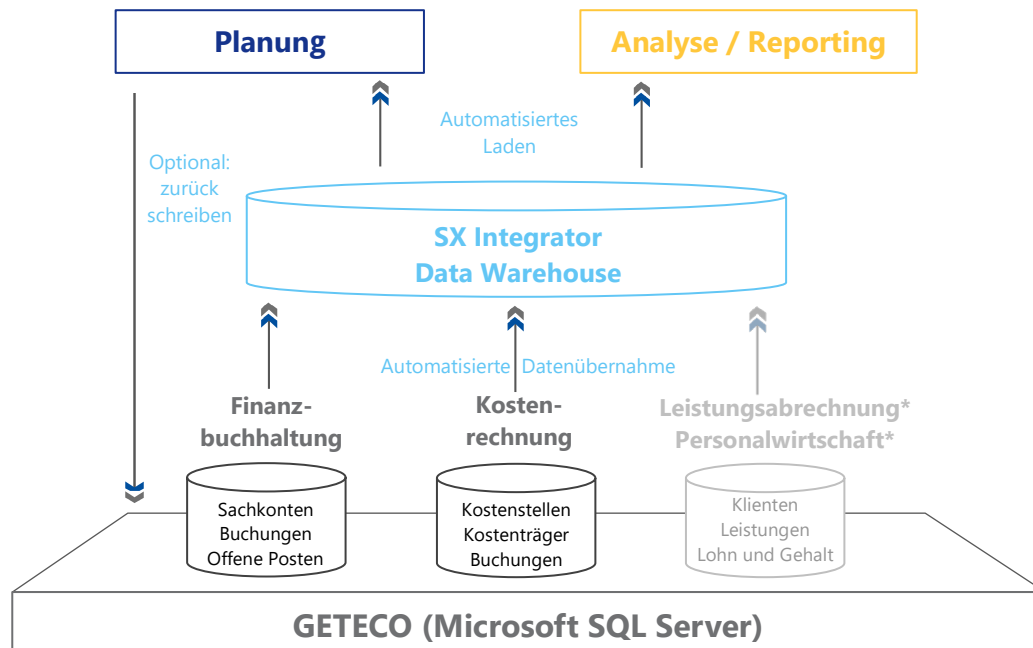 Planung
Analyse / Reporting
Automatisiertes
Laden
Optional:
zurück
schreiben
SX Integrator
Data Warehouse
Automatisierte Datenübernahme
Finanz-
buchhaltung
Kosten-
rechnung
Leistungsabrechnung*
Personalwirtschaft*
Sachkonten
Buchungen
Offene Posten
Kostenstellen
Kostenträger
Buchungen
Klienten
Leistungen
Lohn und Gehalt
GETECO (Microsoft SQL Server)